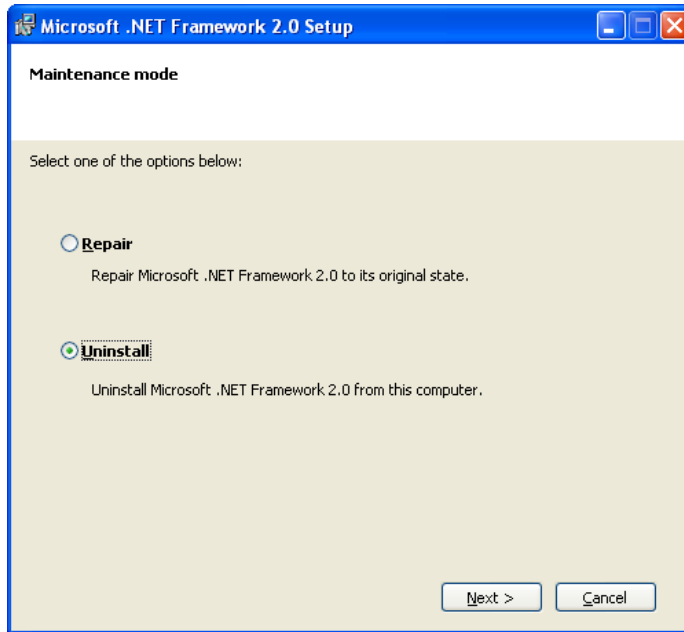 Microsoft .NET Framework 2.0 Setup
Maintenance mode
Select one of the options below:
Repair
Repair Microsoft .NET Framework 2.0 to its original state.
Uninstall
Uninstall Microsoft .NET Framework 2.0 from this computer.
Next > Cancel